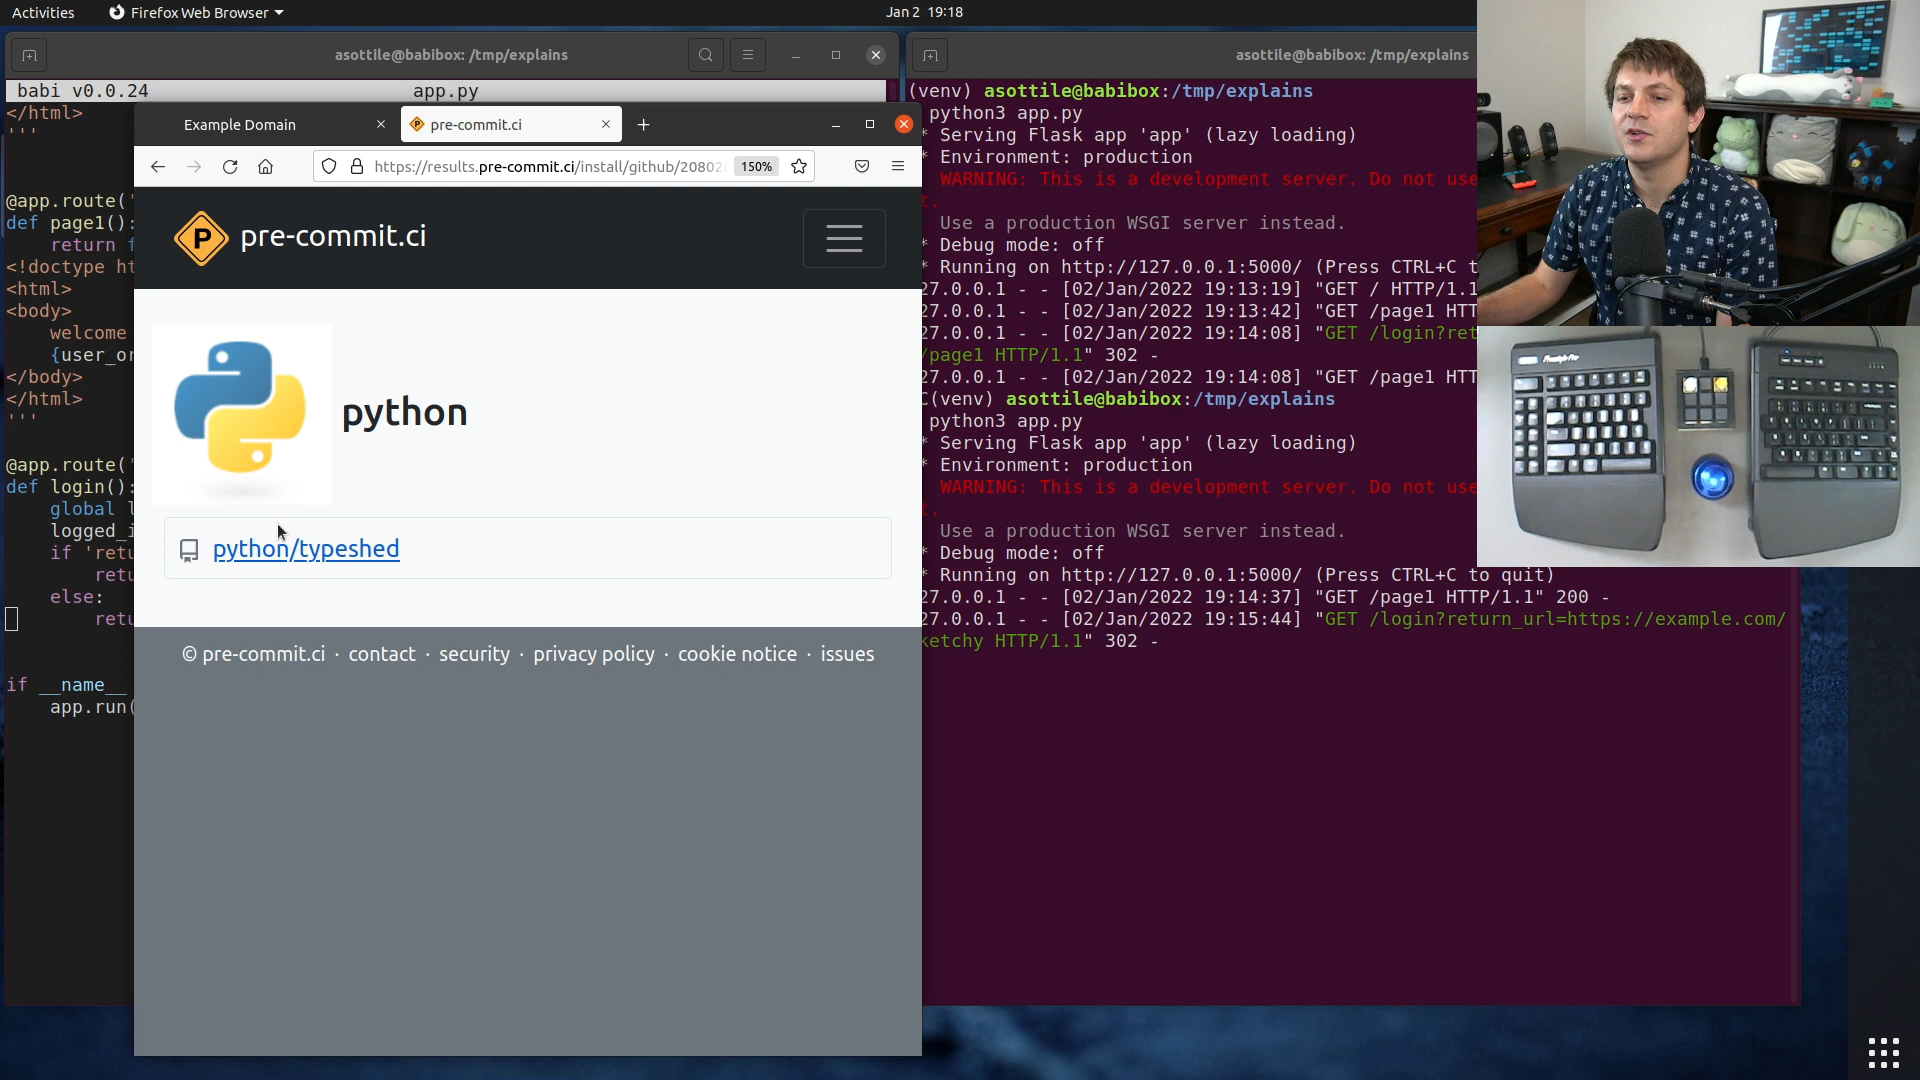 Activities
Firefox Web Browser
Jan 2 19:18
asottile@babibox: /tmp/explains
babi v0.0.24
app.py
</html>
'''
@app.route('
def page1():
return f
<!doctype ht
<html>
<body>
welcome
{user_or
</body>
</html>
'''
@app.route('
def login():
global l
logged_i
if 'retu
retu
else:
retu
if __name__
app.run(
Example Domain
pre-commit.ci
https://results.pre-commit.ci/install/github/20802
150%
P pre-commit.ci
python
python/typeshed
© pre-commit.ci · contact · security · privacy policy · cookie notice · issues
asottile@babibox: /tmp/explains
(venv) asottile@babibox:/tmp/explains
python3 app.py
* Serving Flask app 'app' (lazy loading)
* Environment: production
WARNING: This is a development server. Do not use
t.
Use a production WSGI server instead.
* Debug mode: off
* Running on http://127.0.0.1:5000/ (Press CTRL+C t
27.0.0.1 - - [02/Jan/2022 19:13:19] "GET / HTTP/1.1
27.0.0.1 - - [02/Jan/2022 19:13:42] "GET /page1 HTT
27.0.0.1 - - [02/Jan/2022 19:14:08] "GET /login?ret
/page1 HTTP/1.1" 302 -
27.0.0.1 - - [02/Jan/2022 19:14:08] "GET /page1 HTT
C(venv) asottile@babibox:/tmp/explains
python3 app.py
* Serving Flask app 'app' (lazy loading)
* Environment: production
WARNING: This is a development server. Do not use
t.
Use a production WSGI server instead.
* Debug mode: off
* Running on http://127.0.0.1:5000/ (Press CTRL+C to quit)
27.0.0.1 - - [02/Jan/2022 19:14:37] "GET /page1 HTTP/1.1" 200 -
27.0.0.1 - - [02/Jan/2022 19:15:44] "GET /login?return_url=https://example.com/
ketchy HTTP/1.1" 302 -